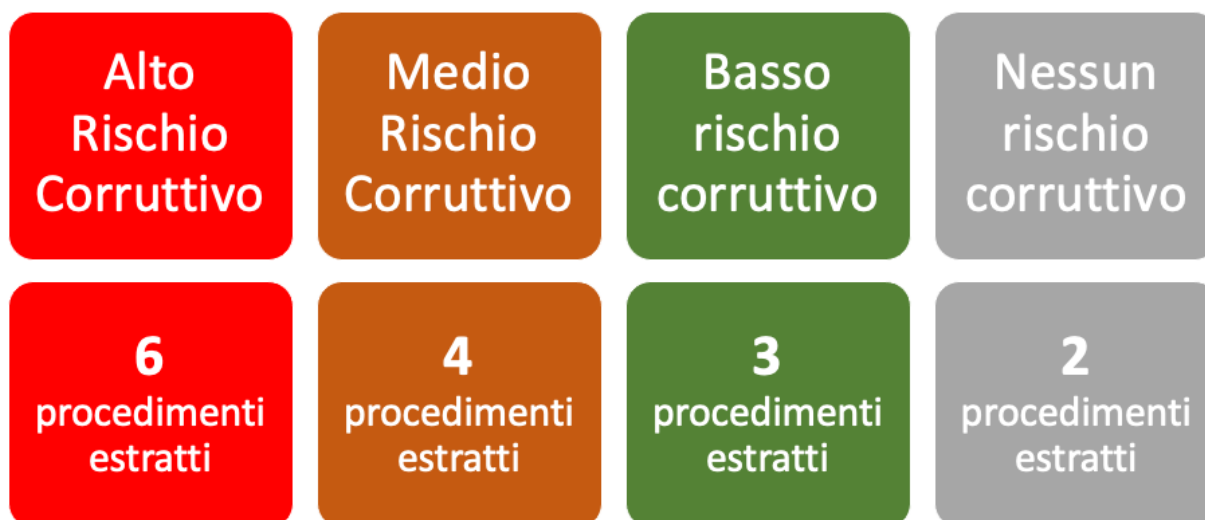 Alto
Rischio
Corruttivo
Medio
Rischio
Corruttivo
Basso
rischio
corruttivo
Nessun
rischio
corruttivo
6
procedimenti
estratti
4
procedimenti
estratti
3
procedimenti
estratti
2
procedimenti
estratti